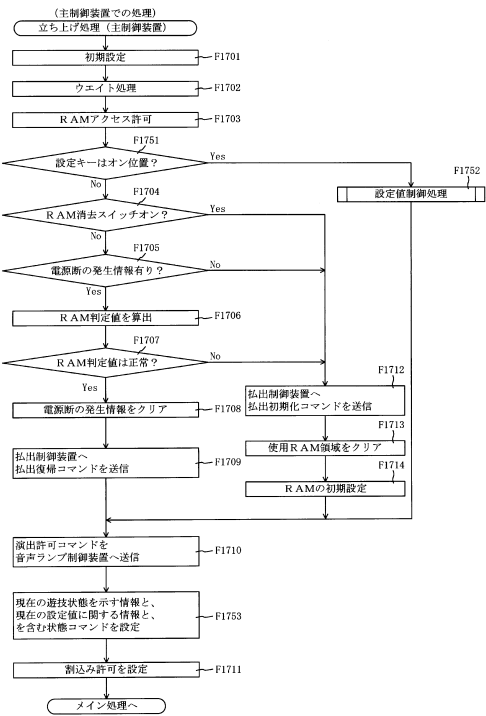 (主制御装置での処理)
立ち上げ処理(主制御装置)
初期設定
F1701
ウエイト処理
F1702
RAMアクセス許可
F1703
F1751
設定キーはオン位置?
Yes
No
F1752
設定値制御処理
F1704
RAM消去スイッチオン?
Yes
No
F1705
電源断の発生情報有り?
No
Yes
RAM判定値を算出
F1706
F1707
RAM判定値は正常?
No
Yes
F1712
払出制御装置へ
払出初期化コマンドを送信
電源断の発生情報をクリア
F1708
F1713
使用RAM領域をクリア
払出制御装置へ
払出復帰コマンドを送信
F1709
F1714
RAMの初期設定
演出許可コマンドを
音声ランプ制御装置へ送信
F1710
現在の遊技状態を示す情報と、
現在の設定値に関する情報と、
を含む状態コマンドを設定
F1753
割込み許可を設定
F1711
メイン処理へ